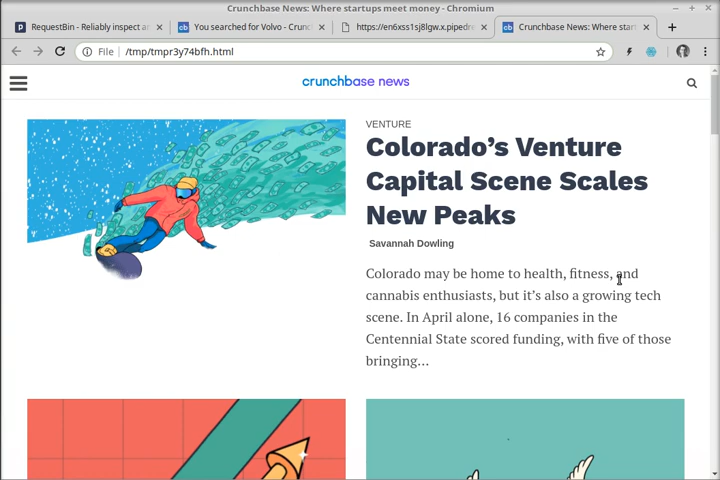 Crunchbase News: Where startups meet money - Chromium
RequestBin - Reliably inspect an
You searched for Volvo - Crunch
https://en6xss1sj8lgw.x.pipedre
Crunchbase News: Where start
File | /tmp/tmpr3y74bfh.html
crunchbase news
VENTURE
Colorado’s Venture
Capital Scene Scales
New Peaks
Savannah Dowling
Colorado may be home to health, fitness, and
cannabis enthusiasts, but it’s also a growing tech
scene. In April alone, 16 companies in the
Centennial State scored funding, with five of those
bringing…